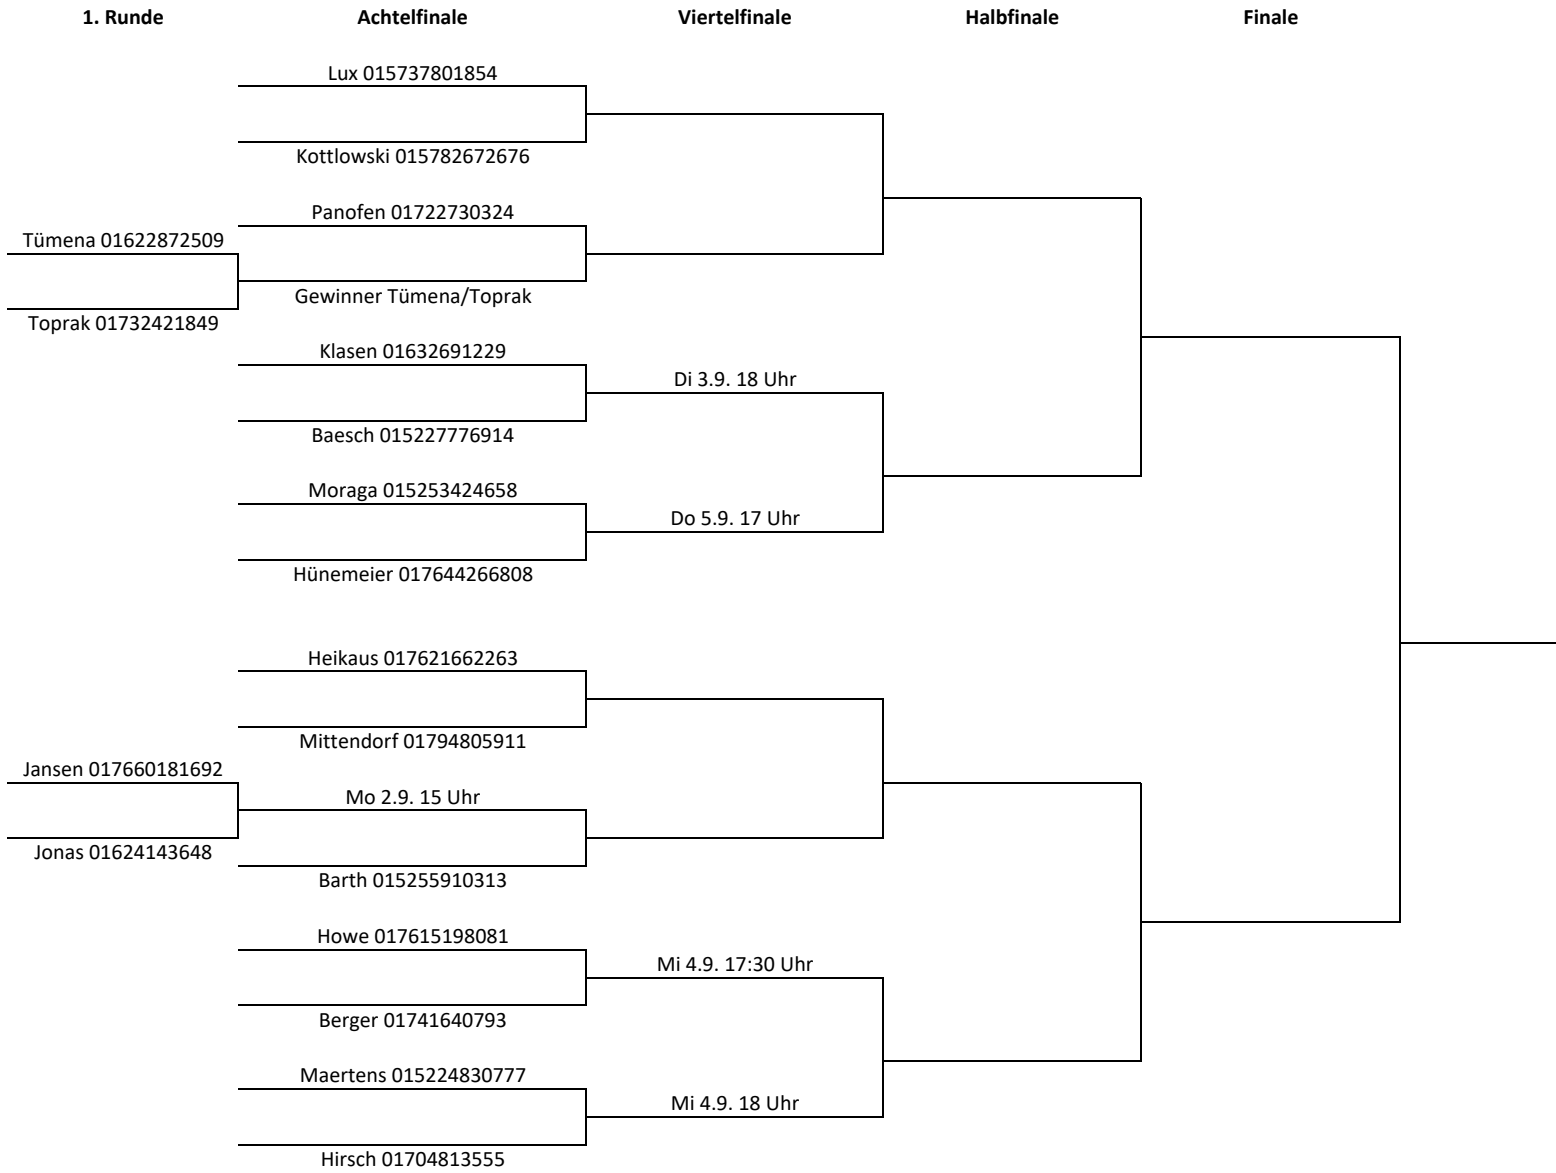 1. Runde Achtelfinale Viertelfinale Halbfinale Finale
Lux 015737801854
Kottlowski 015782672676
Panofen 01722730324
Tümena 01622872509
Gewinner Tümena/Toprak
Toprak 01732421849
Klasen 01632691229
Di 3.9. 18 Uhr
Baesch 015227776914
Moraga 015253424658
Do 5.9. 17 Uhr
Hünemeier 017644266808
Heikaus 017621662263
Mittendorf 01794805911
Jansen 017660181692
Mo 2.9. 15 Uhr
Jonas 01624143648
Barth 015255910313
Howe 017615198081
Mi 4.9. 17:30 Uhr
Berger 01741640793
Maertens 015224830777
Mi 4.9. 18 Uhr
Hirsch 01704813555